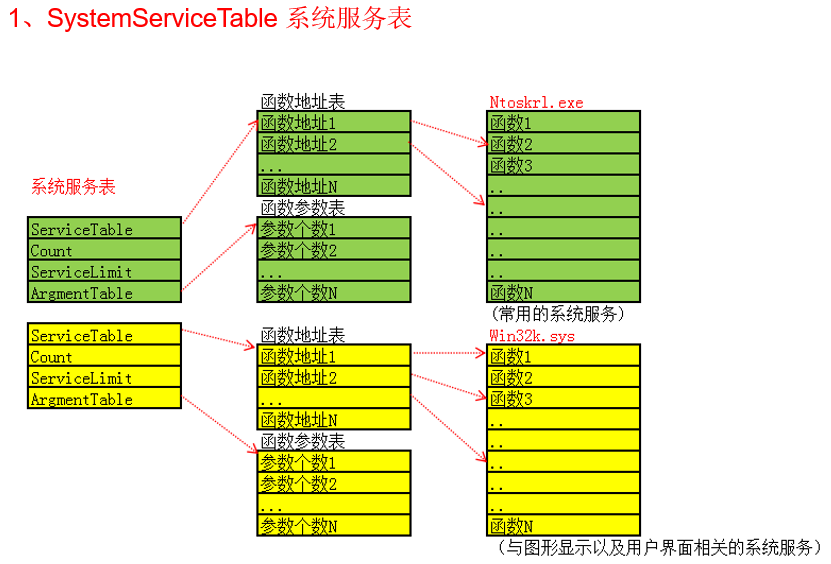 1、SystemServiceTable 系统服务表
系统服务表
ServiceTable
Count
ServiceLimit
ArgmentTable
函数地址表
函数地址1
函数地址2
...
函数地址N
函数参数表
参数个数1
参数个数2
...
参数个数N
Ntoskrl.exe
函数1
函数2
函数3
..
..
..
..
..
函数N
(常用的系统服务)
ServiceTable
Count
ServiceLimit
ArgmentTable
函数地址表
函数地址1
函数地址2
...
函数地址N
函数参数表
参数个数1
参数个数2
...
参数个数N
Win32k.sys
函数1
函数2
函数3
..
..
..
..
..
函数N
(与图形显示以及用户界面相关的系统服务)